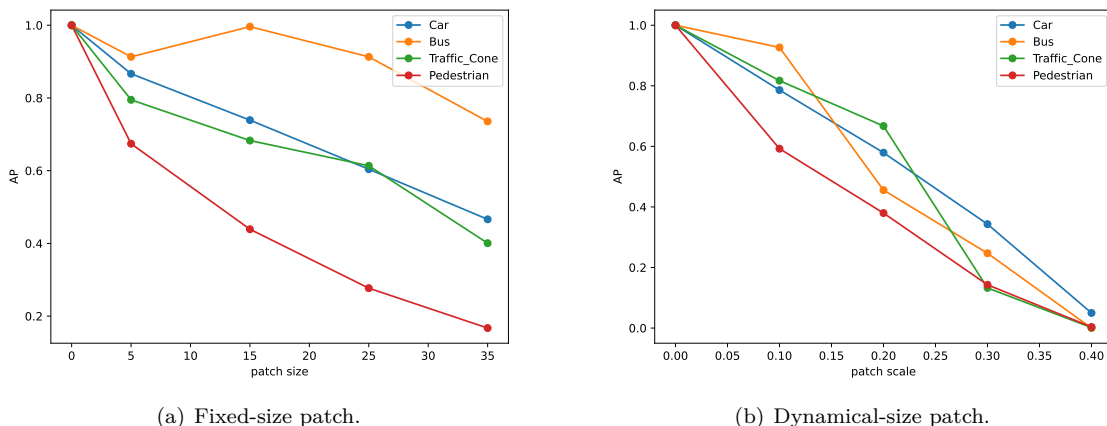 1.0
0.8
0.6
0.4
0.2
AP
0 5 10 15 20 25 30 35
patch size
Car
Bus
Traffic_Cone
Pedestrian
(a) Fixed-size patch.
1.0
0.8
0.6
0.4
0.2
0.0
AP
0.00 0.05 0.10 0.15 0.20 0.25 0.30 0.35 0.40
patch scale
Car
Bus
Traffic_Cone
Pedestrian
(b) Dynamical-size patch.